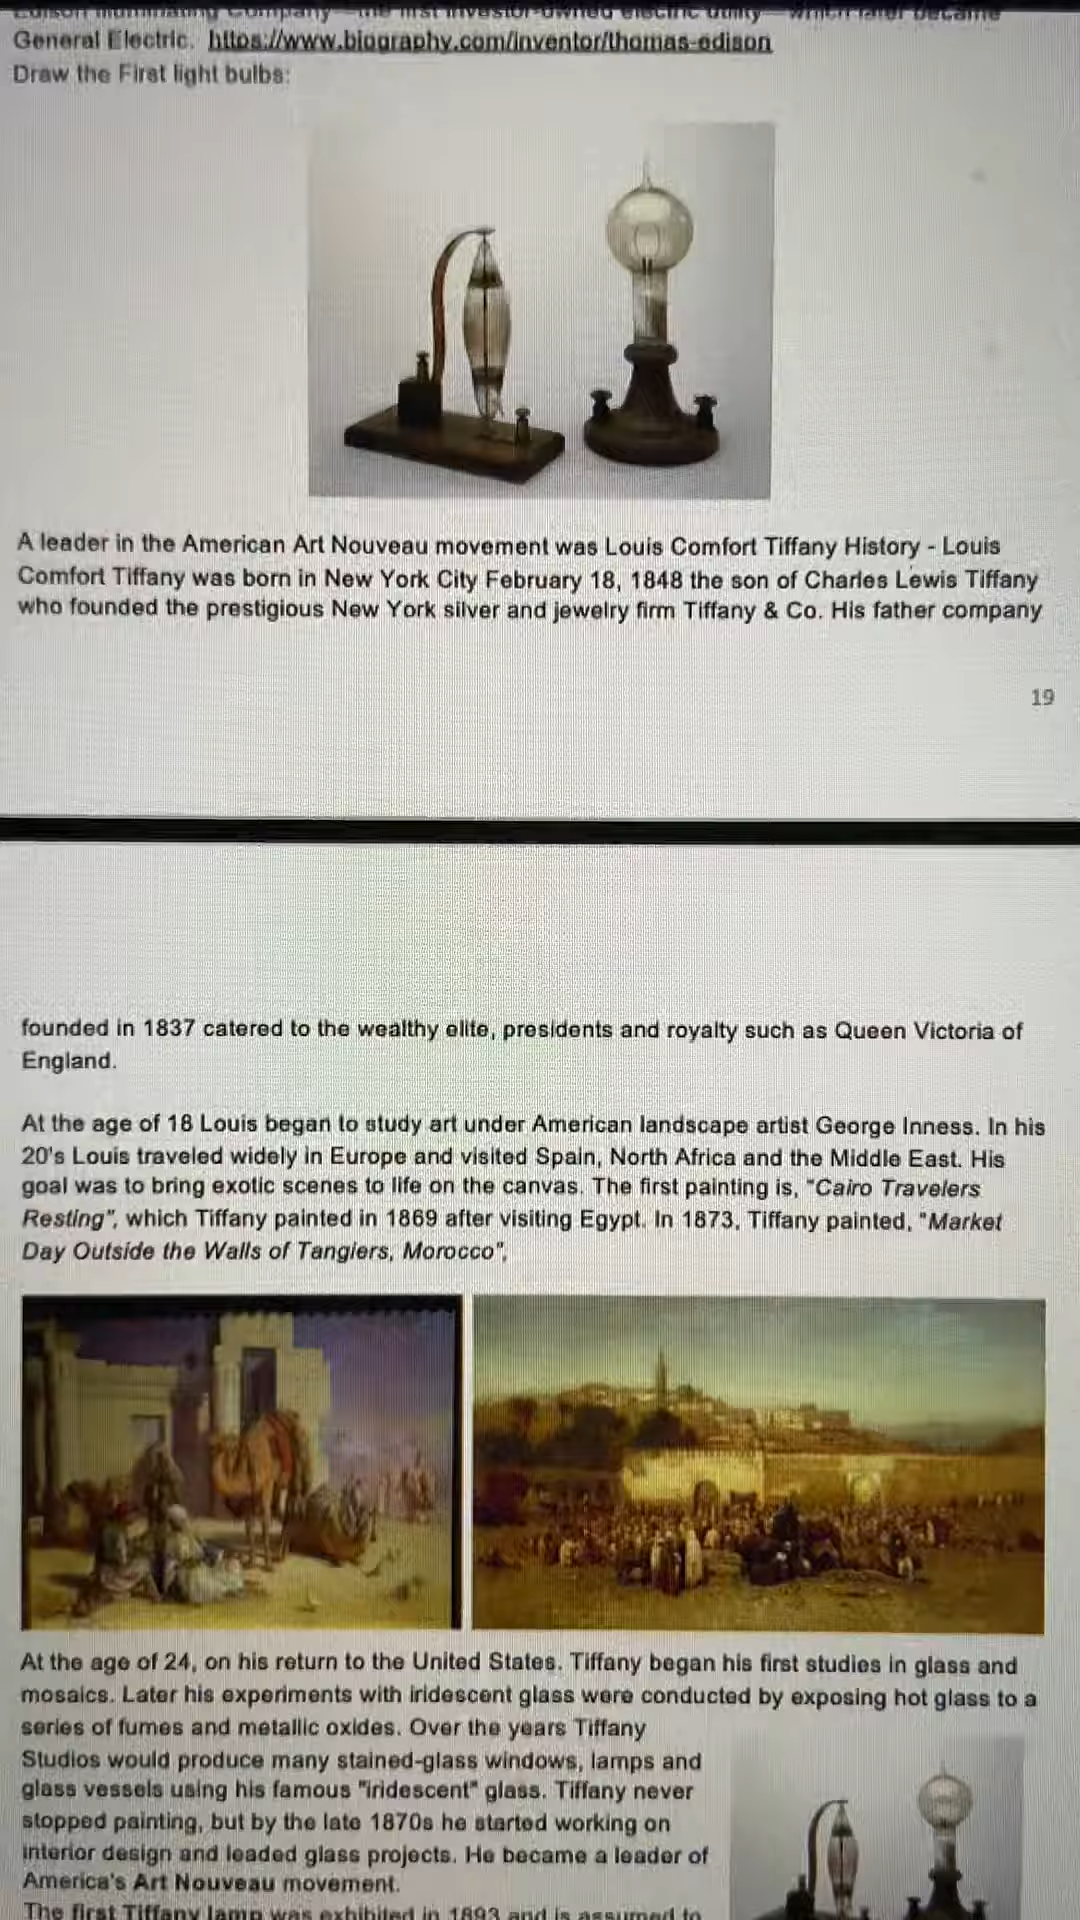 Edison Illuminating Company — the first investor-owned electric utility — which later became
General Electric. https://www.biography.com/inventor/thomas-edison
Draw the First light bulbs:
A leader in the American Art Nouveau movement was Louis Comfort Tiffany History - Louis
Comfort Tiffany was born in New York City February 18, 1848 the son of Charles Lewis Tiffany
who founded the prestigious New York silver and jewelry firm Tiffany & Co. His father company
19
founded in 1837 catered to the wealthy elite, presidents and royalty such as Queen Victoria of
England.
At the age of 18 Louis began to study art under American landscape artist George Inness. In his
20's Louis traveled widely in Europe and visited Spain, North Africa and the Middle East. His
goal was to bring exotic scenes to life on the canvas. The first painting is, "Cairo Travelers
Resting", which Tiffany painted in 1869 after visiting Egypt. In 1873, Tiffany painted, "Market
Day Outside the Walls of Tangiers, Morocco",
At the age of 24, on his return to the United States. Tiffany began his first studies in glass and
mosaics. Later his experiments with iridescent glass were conducted by exposing hot glass to a
series of fumes and metallic oxides. Over the years Tiffany
Studios would produce many stained-glass windows, lamps and
glass vessels using his famous "iridescent" glass. Tiffany never
stopped painting, but by the late 1870s he started working on
interior design and leaded glass projects. He became a leader of
America's Art Nouveau movement.
The first Tiffany lamp was exhibited in 1893 and is assumed to